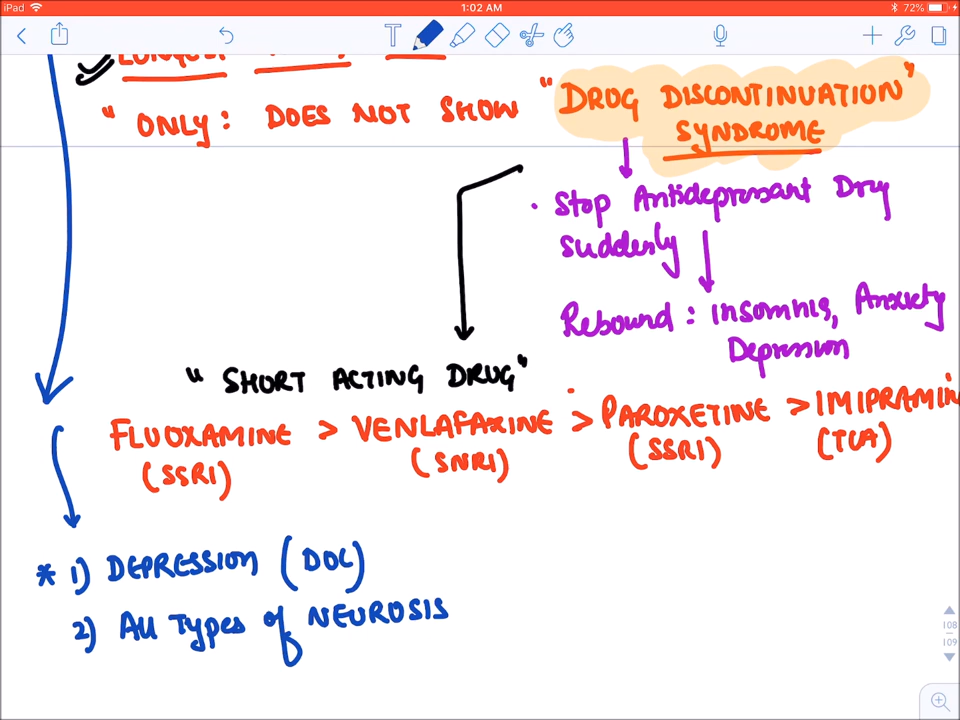 iPad
1:02 AM
72%
T
" ONLY: DOES NOT SHOW "DRUG DISCONTINUATION"
SYNDROME
• Stop Antidepressant Drug
Suddenly
Rebound: Insomnia, Anxiety
Depression
" SHORT ACTING DRUG"
FLUOXAMINE > VENLAFAXINE > PAROXETINE > IMIPRAMIN
(SSRI) (SNRI) (SSRI) (TCA)
* 1) DEPRESSION (DOC)
2) All Types of NEUROSIS
108
109